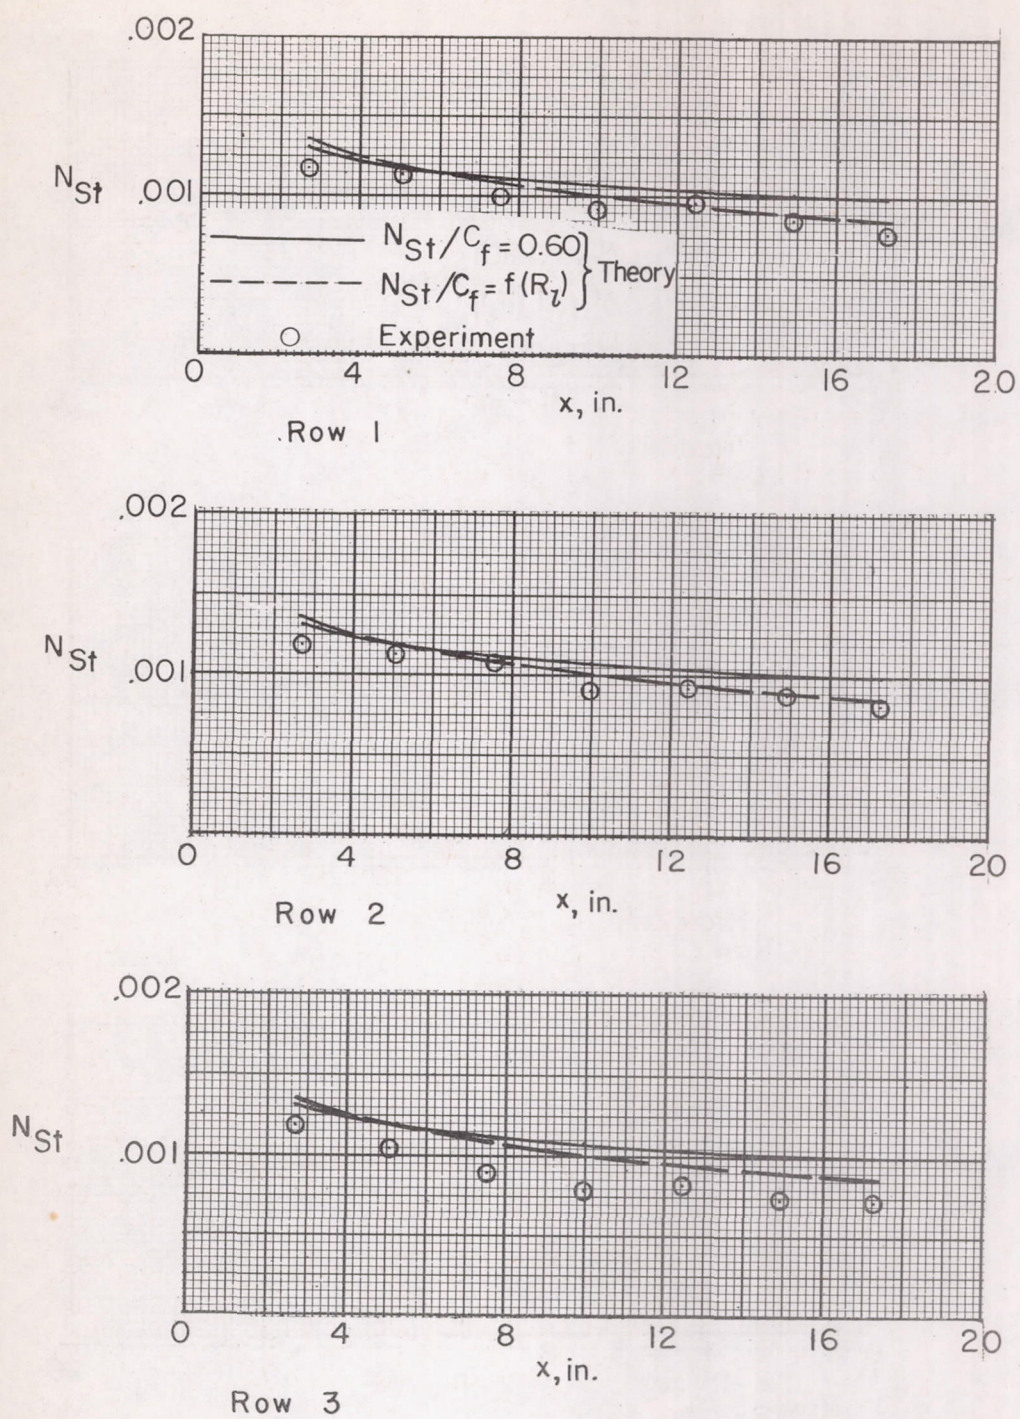 .002
N_St .001
N_St/C_f = 0.60
N_St/C_f = f(R_l) } Theory
Experiment
0 4 8 12 16 20
x, in.
Row 1
.002
N_St .001
0 4 8 12 16 20
x, in.
Row 2
.002
N_St .001
0 4 8 12 16 20
x, in.
Row 3